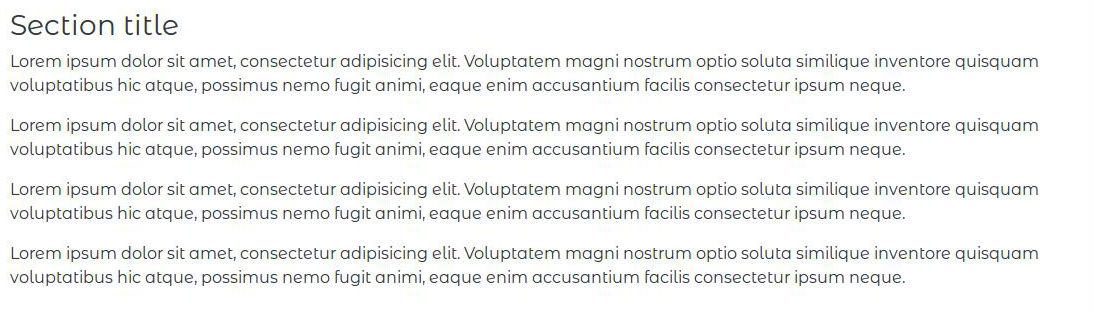 Section title
Lorem ipsum dolor sit amet, consectetur adipisicing elit. Voluptatem magni nostrum optio soluta similique inventore quisquam
voluptatibus hic atque, possimus nemo fugit animi, eaque enim accusantium facilis consectetur ipsum neque.
Lorem ipsum dolor sit amet, consectetur adipisicing elit. Voluptatem magni nostrum optio soluta similique inventore quisquam
voluptatibus hic atque, possimus nemo fugit animi, eaque enim accusantium facilis consectetur ipsum neque.
Lorem ipsum dolor sit amet, consectetur adipisicing elit. Voluptatem magni nostrum optio soluta similique inventore quisquam
voluptatibus hic atque, possimus nemo fugit animi, eaque enim accusantium facilis consectetur ipsum neque.
Lorem ipsum dolor sit amet, consectetur adipisicing elit. Voluptatem magni nostrum optio soluta similique inventore quisquam
voluptatibus hic atque, possimus nemo fugit animi, eaque enim accusantium facilis consectetur ipsum neque.